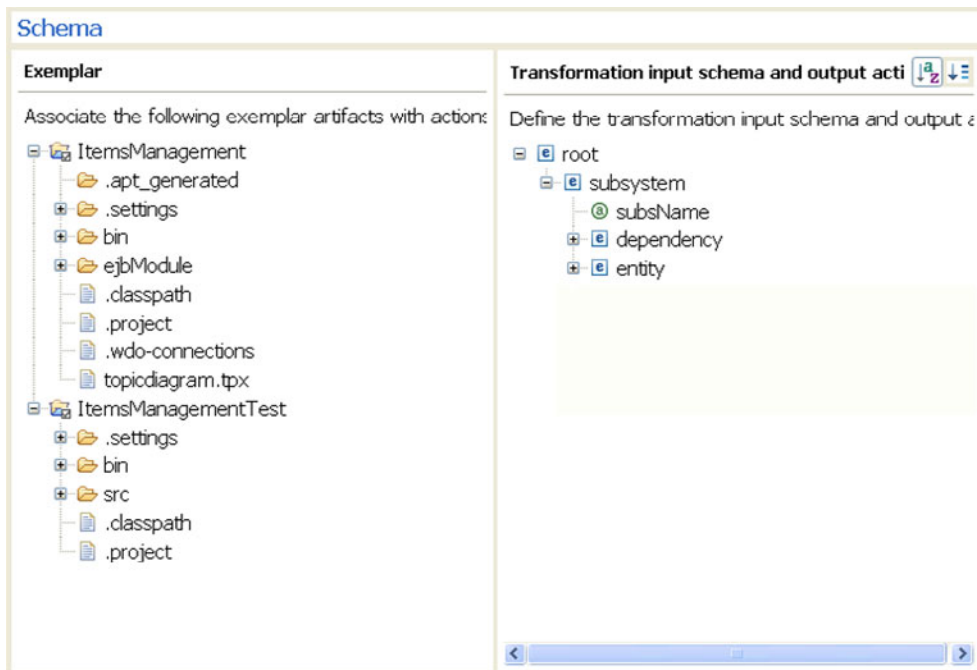 Schema
Exemplar
Associate the following exemplar artifacts with actions
ItemsManagement
.apt_generated
.settings
bin
ejbModule
.classpath
.project
.wdo-connections
topicdiagram.tpx
ItemsManagementTest
.settings
bin
src
.classpath
.project
Transformation input schema and output acti
Define the transformation input schema and output a
root
subsystem
subsName
dependency
entity